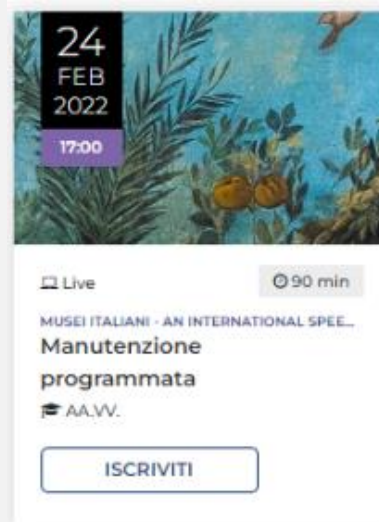 24
FEB
2022
17:00
Live
90 min
MUSEI ITALIANI - AN INTERNATIONAL SPEE...
Manutenzione
programmata
AA.VV.
ISCRIVITI